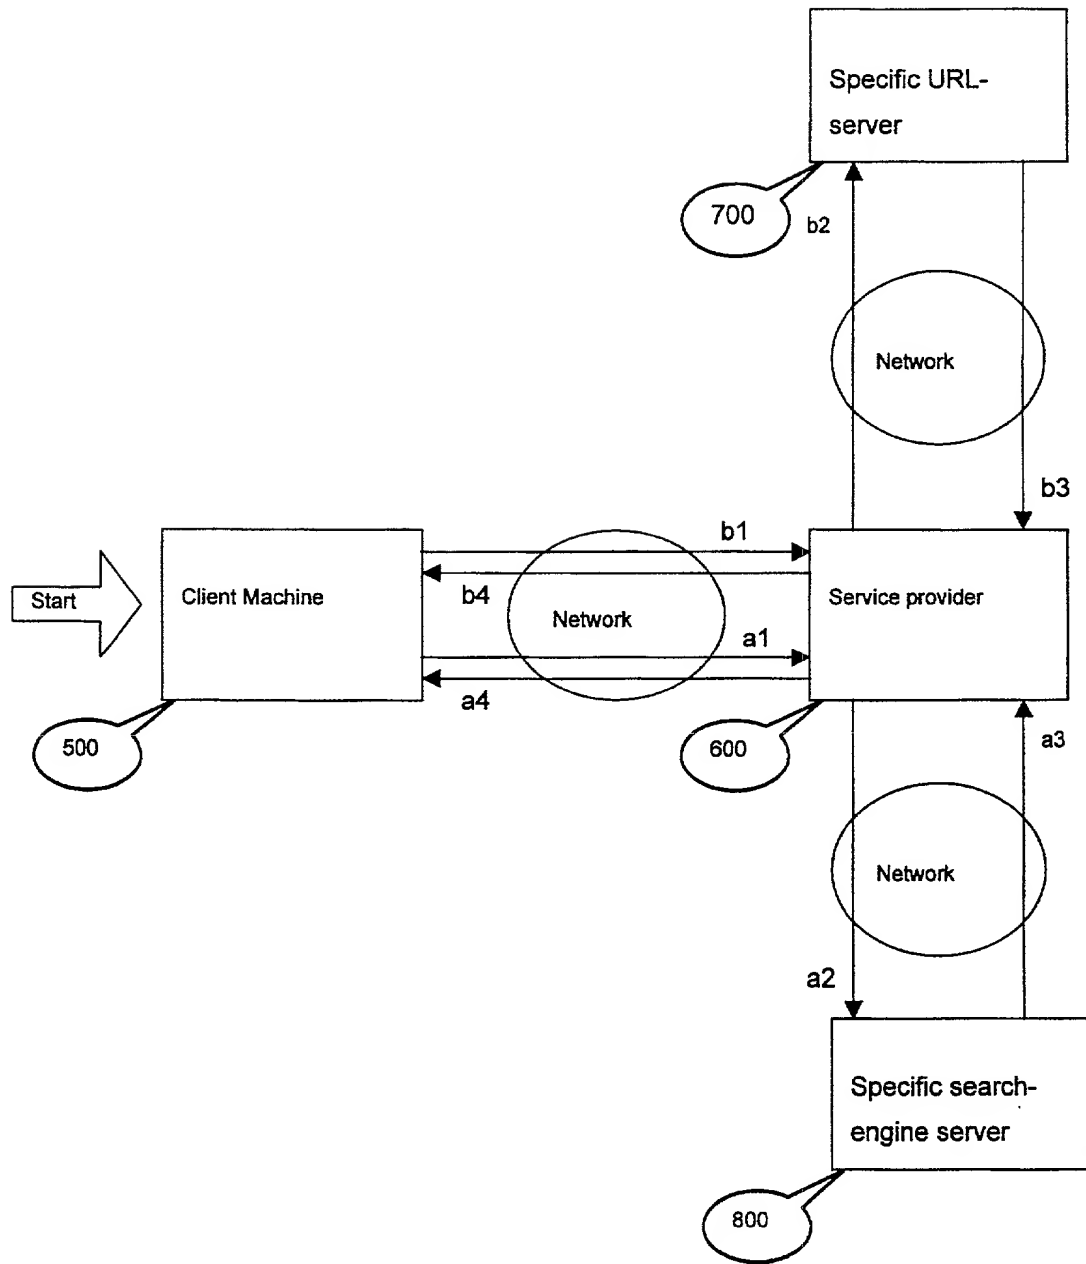 Specific URL-
server
700
b2
Network
b3
b1
Start
Client Machine
b4
Network
Service provider
a1
a4
500
600
a3
Network
a2
Specific search-
engine server
800